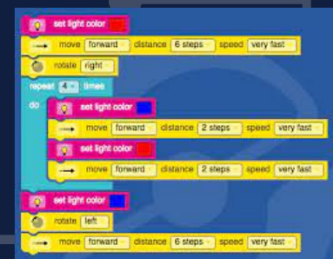 set light color
move forward distance 6 steps speed very fast
rotate right
repeat 4 times
do set light color
move forward distance 2 steps speed very fast
set light color
move forward distance 2 steps speed very fast
set light color
rotate left
move forward distance 6 steps speed very fast